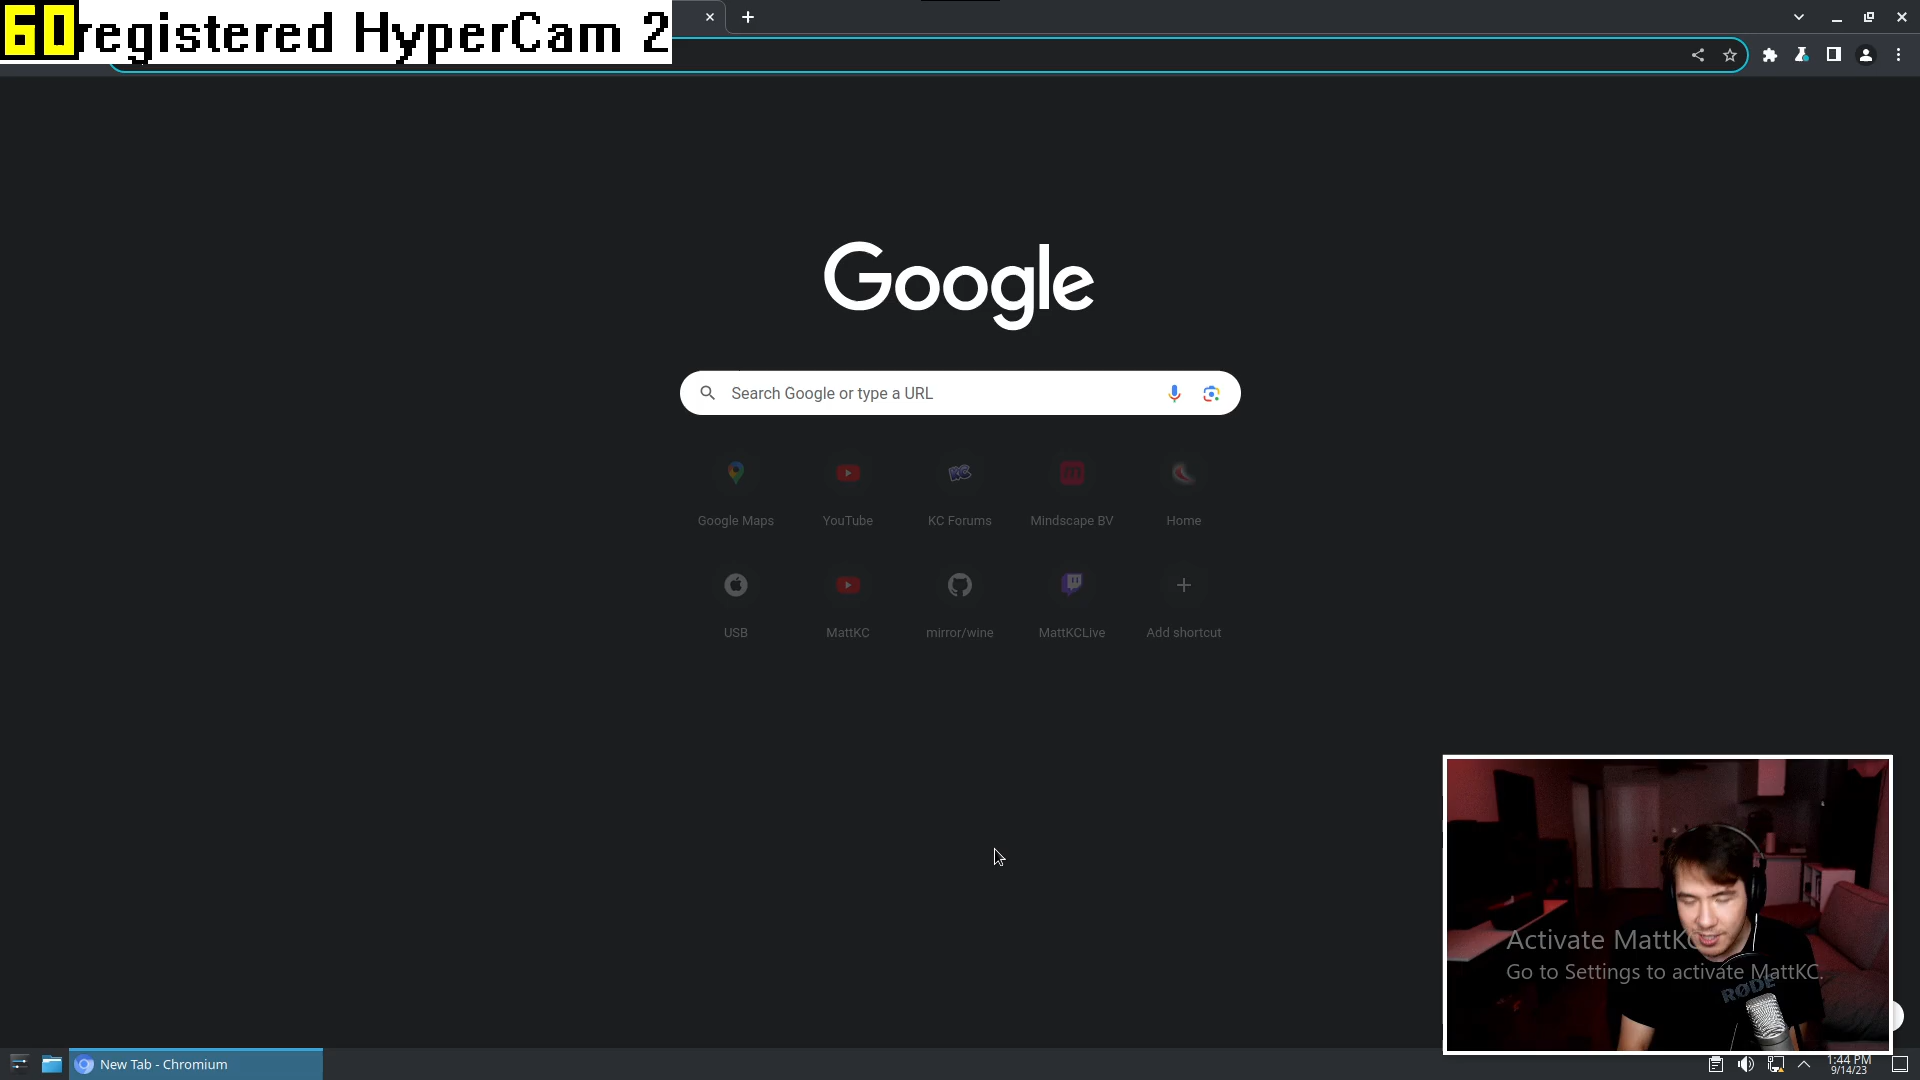 60registered HyperCam 2
Google
Search Google or type a URL
Google Maps
YouTube
KC Forums
Mindscape BV
Home
USB
MattKC
mirror/wine
MattKCLive
Add shortcut
Activate MattKC
Go to Settings to activate MattKC.
RØDE
New Tab - Chromium
1:44 PM
9/14/23